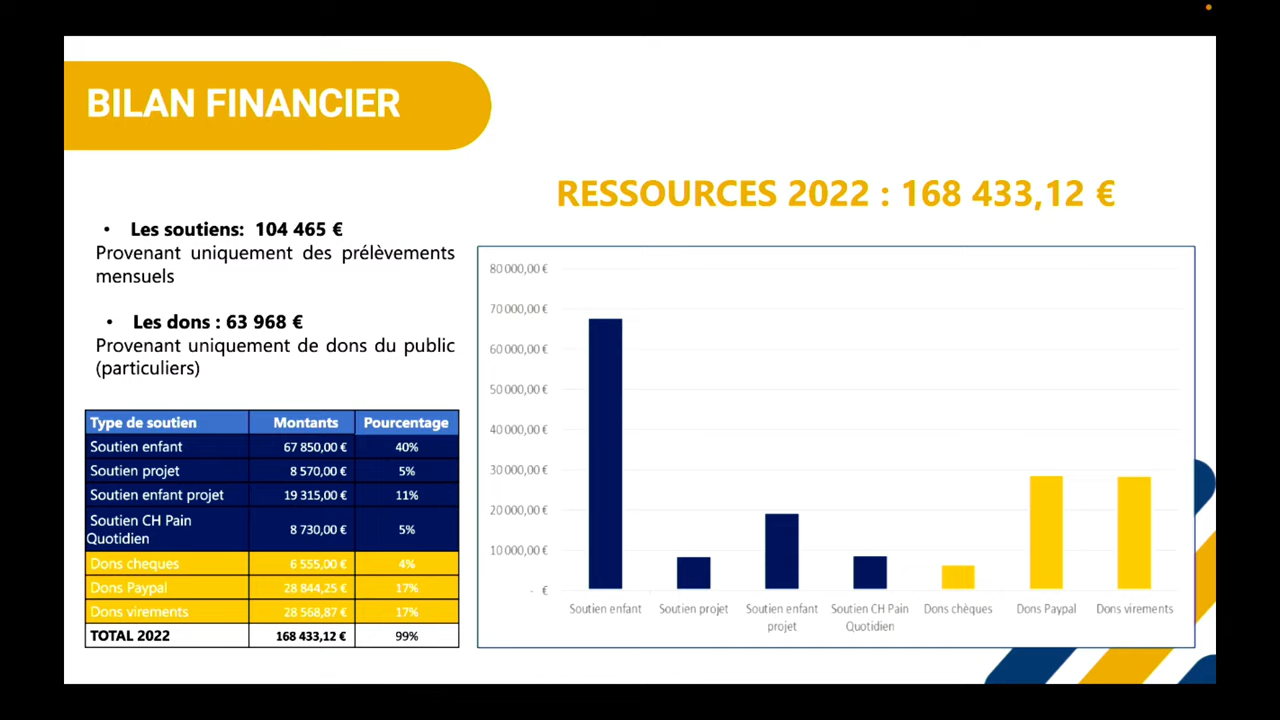 BILAN FINANCIER
RESSOURCES 2022 : 168 433,12 €
• Les soutiens: 104 465 €
Provenant uniquement des prélèvements
mensuels
• Les dons : 63 968 €
Provenant uniquement de dons du public
(particuliers)
Type de soutien Montants Pourcentage
Soutien enfant 67 850,00 € 40%
Soutien projet 8 570,00 € 5%
Soutien enfant projet 19 315,00 € 11%
Soutien CH Pain
Quotidien 8 730,00 € 5%
Dons cheques 6 555,00 € 4%
Dons Paypal 28 844,25 € 17%
Dons virements 28 568,87 € 17%
TOTAL 2022 168 433,12 € 99%
80 000,00 €
70 000,00 €
60 000,00 €
50 000,00 €
40 000,00 €
30 000,00 €
20 000,00 €
10 000,00 €
- €
Soutien enfant
Soutien projet
Soutien enfant
projet
Soutien CH Pain
Quotidien
Dons chèques
Dons Paypal
Dons virements